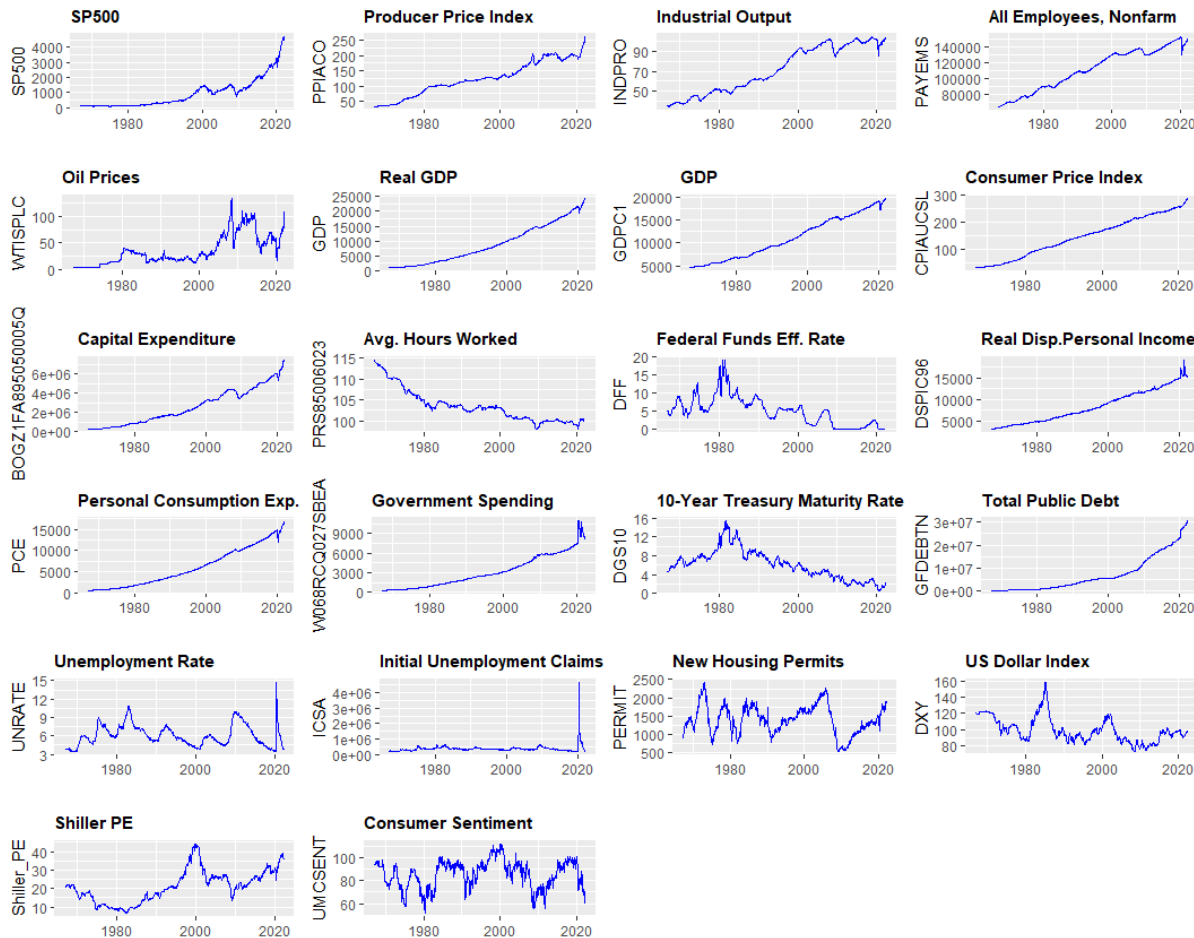 SP500
SP500
4000
3000
2000
1000
0
1980 2000 2020
Producer Price Index
PPIACO
250
200
150
100
50
1980 2000 2020
Industrial Output
INDPRO
90
70
50
1980 2000 2020
All Employees, Nonfarm
PAYEMS
140000
120000
100000
80000
1980 2000 2020
Oil Prices
WTISPLC
100
50
0
1980 2000 2020
Real GDP
GDP
25000
20000
15000
10000
5000
0
1980 2000 2020
GDP
GDPC1
20000
15000
10000
5000
1980 2000 2020
Consumer Price Index
CPIAUCSL
300
200
100
1980 2000 2020
Capital Expenditure
BOGZ1FA895050005Q
6e+06
4e+06
2e+06
0e+00
1980 2000 2020
Avg. Hours Worked
PRS85006023
115
110
105
100
1980 2000 2020
Federal Funds Eff. Rate
DFF
20
15
10
5
0
1980 2000 2020
Real Disp.Personal Income
DSPIC96
15000
10000
5000
1980 2000 2020
Personal Consumption Exp.
PCE
15000
10000
5000
0
1980 2000 2020
Government Spending
W068RCQ027SBEA
9000
6000
3000
0
1980 2000 2020
10-Year Treasury Maturity Rate
DGS10
16
12
8
4
0
1980 2000 2020
Total Public Debt
GFDEBTN
3e+07
2e+07
1e+07
0e+00
1980 2000 2020
Unemployment Rate
UNRATE
15
12
9
6
3
1980 2000 2020
Initial Unemployment Claims
ICSA
4e+06
3e+06
2e+06
1e+06
0e+00
1980 2000 2020
New Housing Permits
PERMIT
2500
2000
1500
1000
500
1980 2000 2020
US Dollar Index
DXY
160
140
120
100
80
1980 2000 2020
Shiller PE
Shiller_PE
40
30
20
10
1980 2000 2020
Consumer Sentiment
UMCSENT
100
80
60
1980 2000 2020